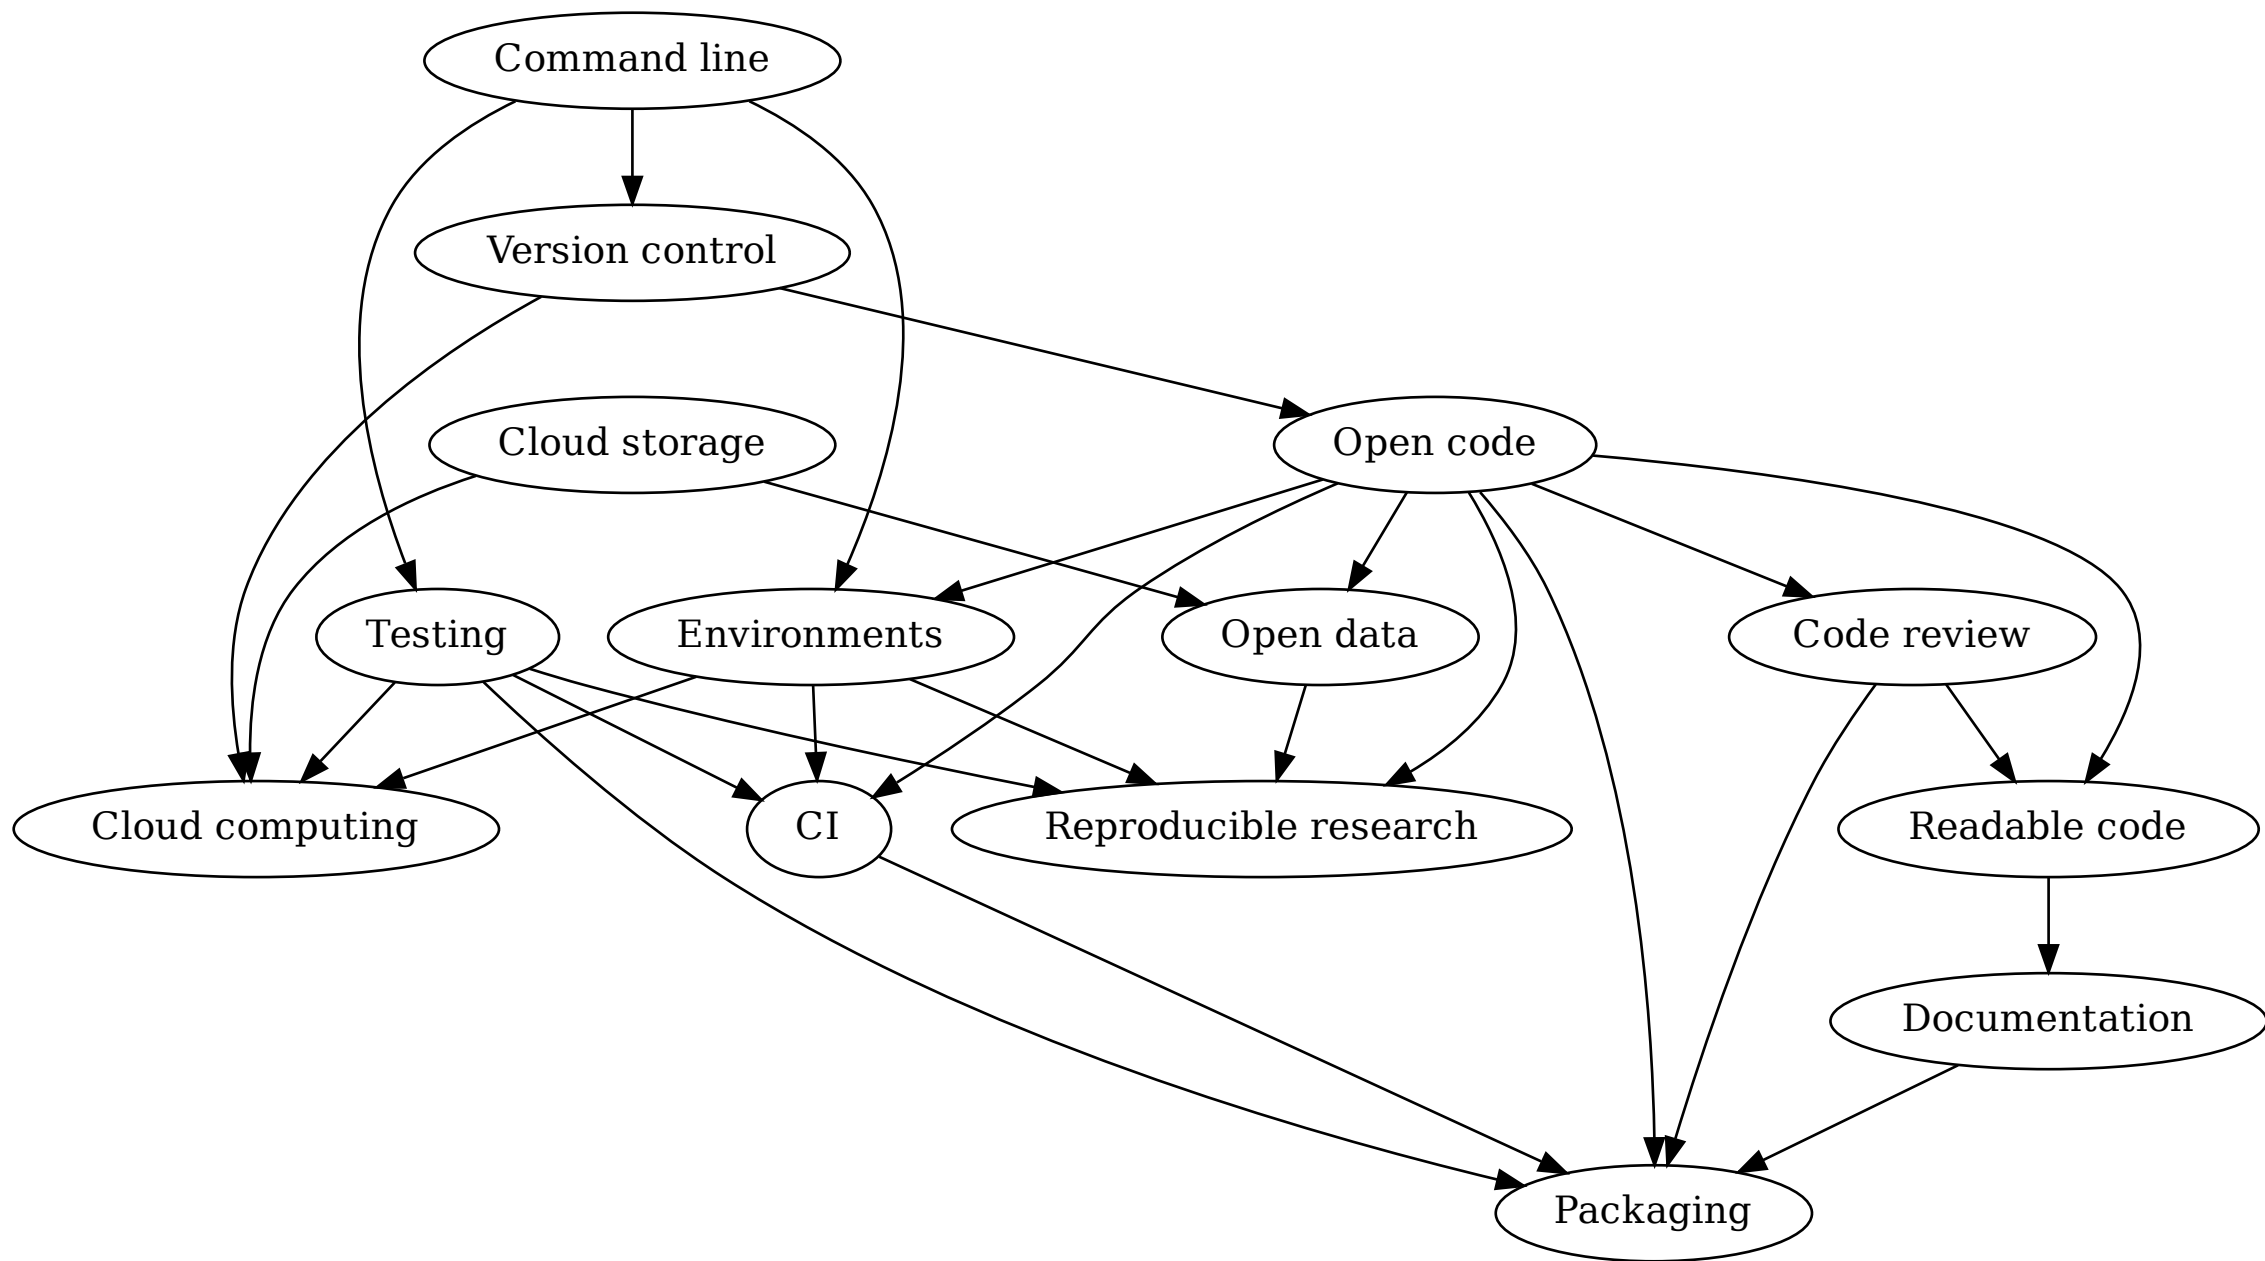 Command line
Version control
Cloud storage
Open code
Testing
Environments
Open data
Code review
Cloud computing
CI
Reproducible research
Readable code
Documentation
Packaging